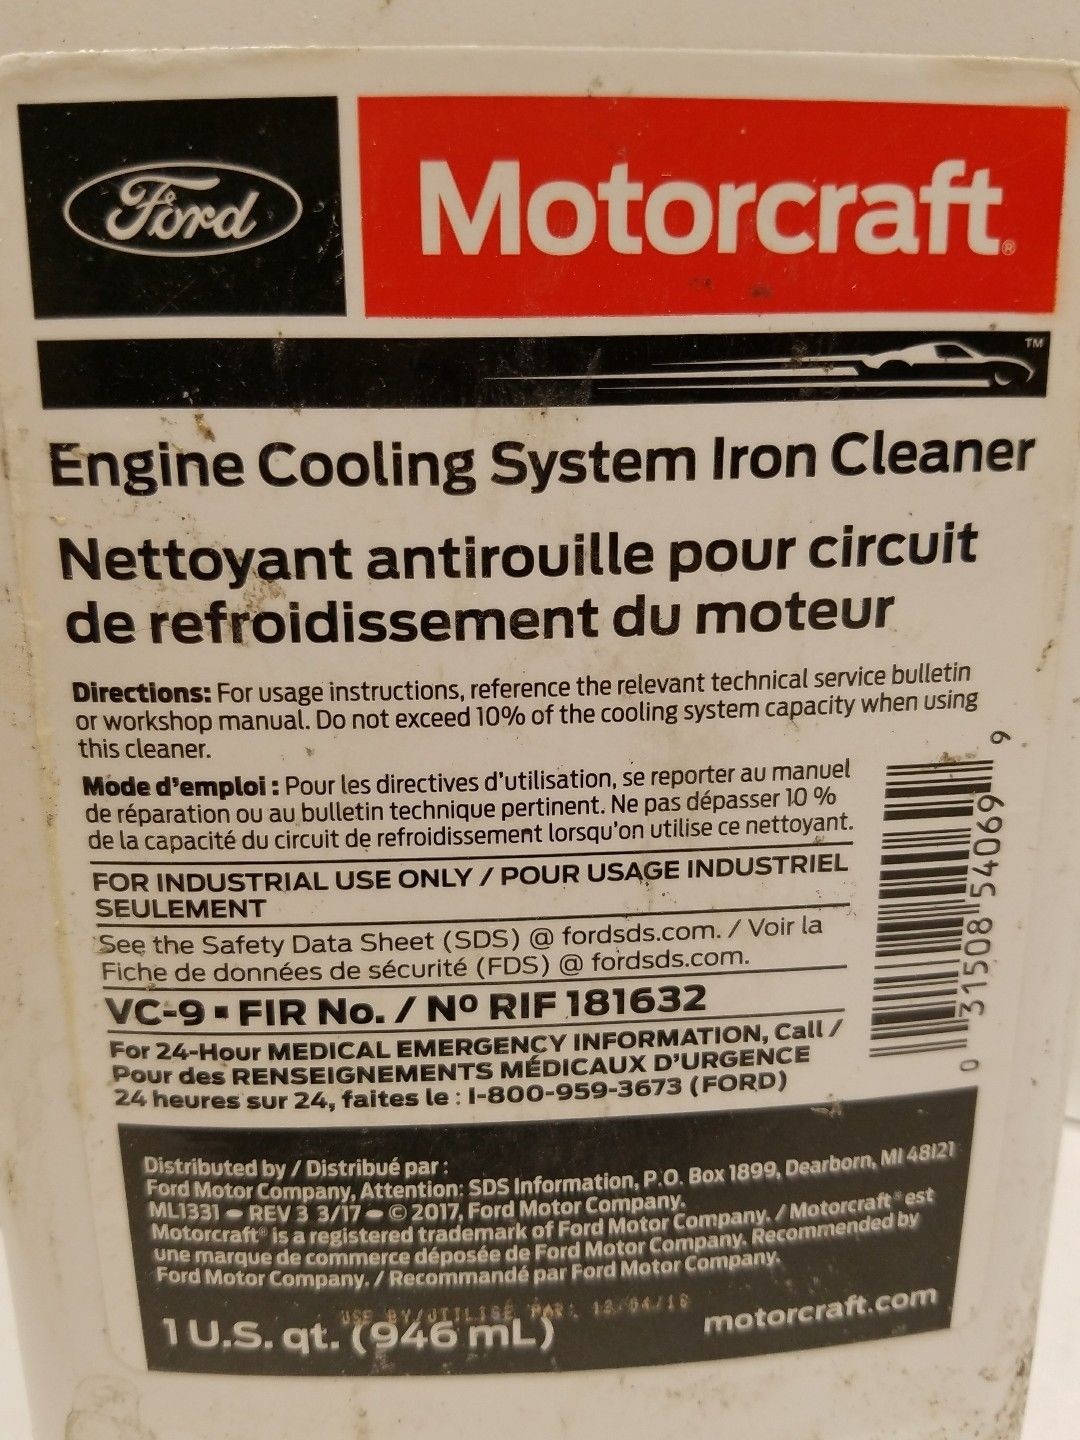 Ford
Motorcraft®
TM
Engine Cooling System Iron Cleaner
Nettoyant antirouille pour circuit
de refroidissement du moteur
Directions: For usage instructions, reference the relevant technical service bulletin
or workshop manual. Do not exceed 10% of the cooling system capacity when using
this cleaner.
Mode d'emploi : Pour les directives d'utilisation, se reporter au manuel
de réparation ou au bulletin technique pertinent. Ne pas dépasser 10 %
de la capacité du circuit de refroidissement lorsqu'on utilise ce nettoyant.
FOR INDUSTRIAL USE ONLY / POUR USAGE INDUSTRIEL
SEULEMENT
See the Safety Data Sheet (SDS) @ fordsds.com. / Voir la
Fiche de données de sécurité (FDS) @ fordsds.com.
VC-9 ▪ FIR No. / Nº RIF 181632
For 24-Hour MEDICAL EMERGENCY INFORMATION, Call /
Pour des RENSEIGNEMENTS MÉDICAUX D'URGENCE
24 heures sur 24, faites le : 1-800-959-3673 (FORD)
0 31508 54069 9
Distributed by / Distribué par :
Ford Motor Company, Attention: SDS Information, P.O. Box 1899, Dearborn, MI 48121
ML1331 – REV 3 3/17 – © 2017, Ford Motor Company.
Motorcraft® is a registered trademark of Ford Motor Company. / Motorcraft® est
une marque de commerce déposée de Ford Motor Company. Recommended by
Ford Motor Company. / Recommandé par Ford Motor Company.
USE BY/UTILISE PAR:
1 U.S. qt. (946 mL)
motorcraft.com